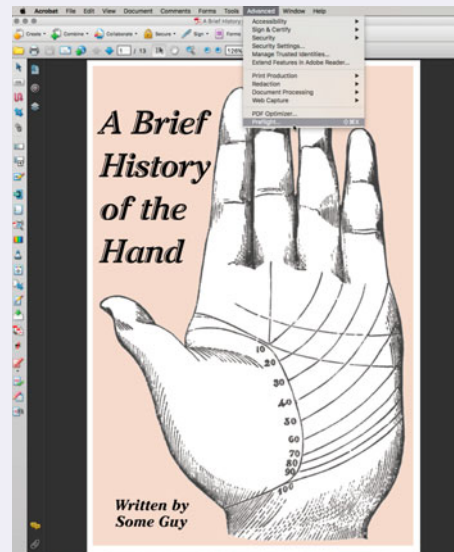 Acrobat File Edit View Document Comments Forms Tools Advanced Window Help
A Brief History
Create Combine Collaborate Secure Sign Forms
1 / 13 126%
Accessibility
Sign & Certify
Security
Security Settings...
Manage Trusted Identities...
Extend Features in Adobe Reader...
Print Production
Redaction
Document Processing
Web Capture
PDF Optimizer...
Preflight... ⇧⌘X
A Brief
History
of the
Hand
10
20
30
40
30
60
70
80
90
100
Written by
Some Guy